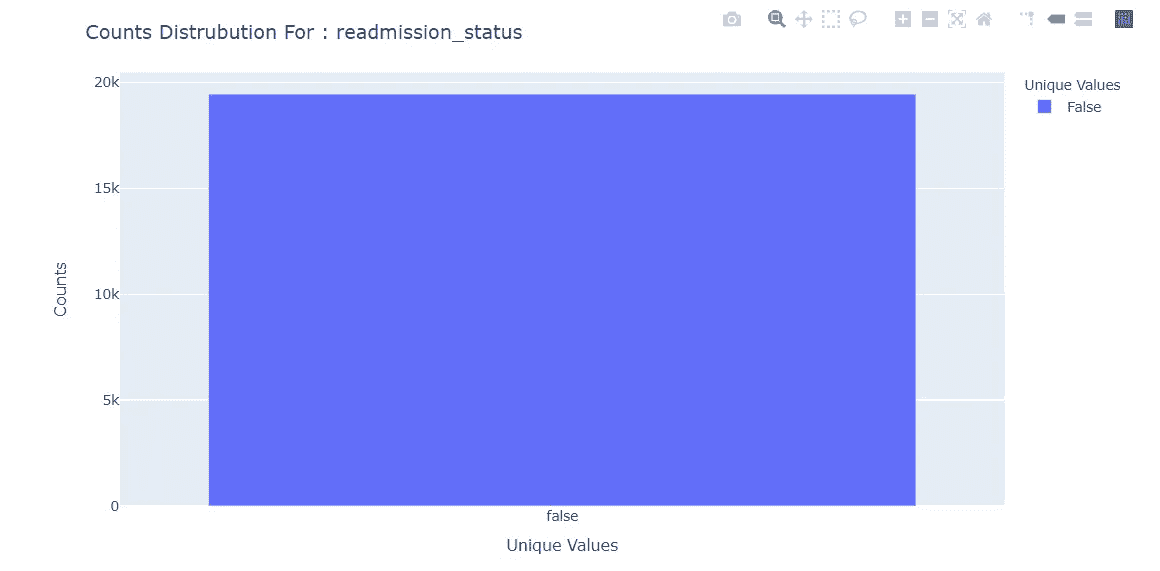 Counts Distrubution For : readmission_status
Unique Values
False
20k
15k
10k
5k
0
Counts
false
Unique Values